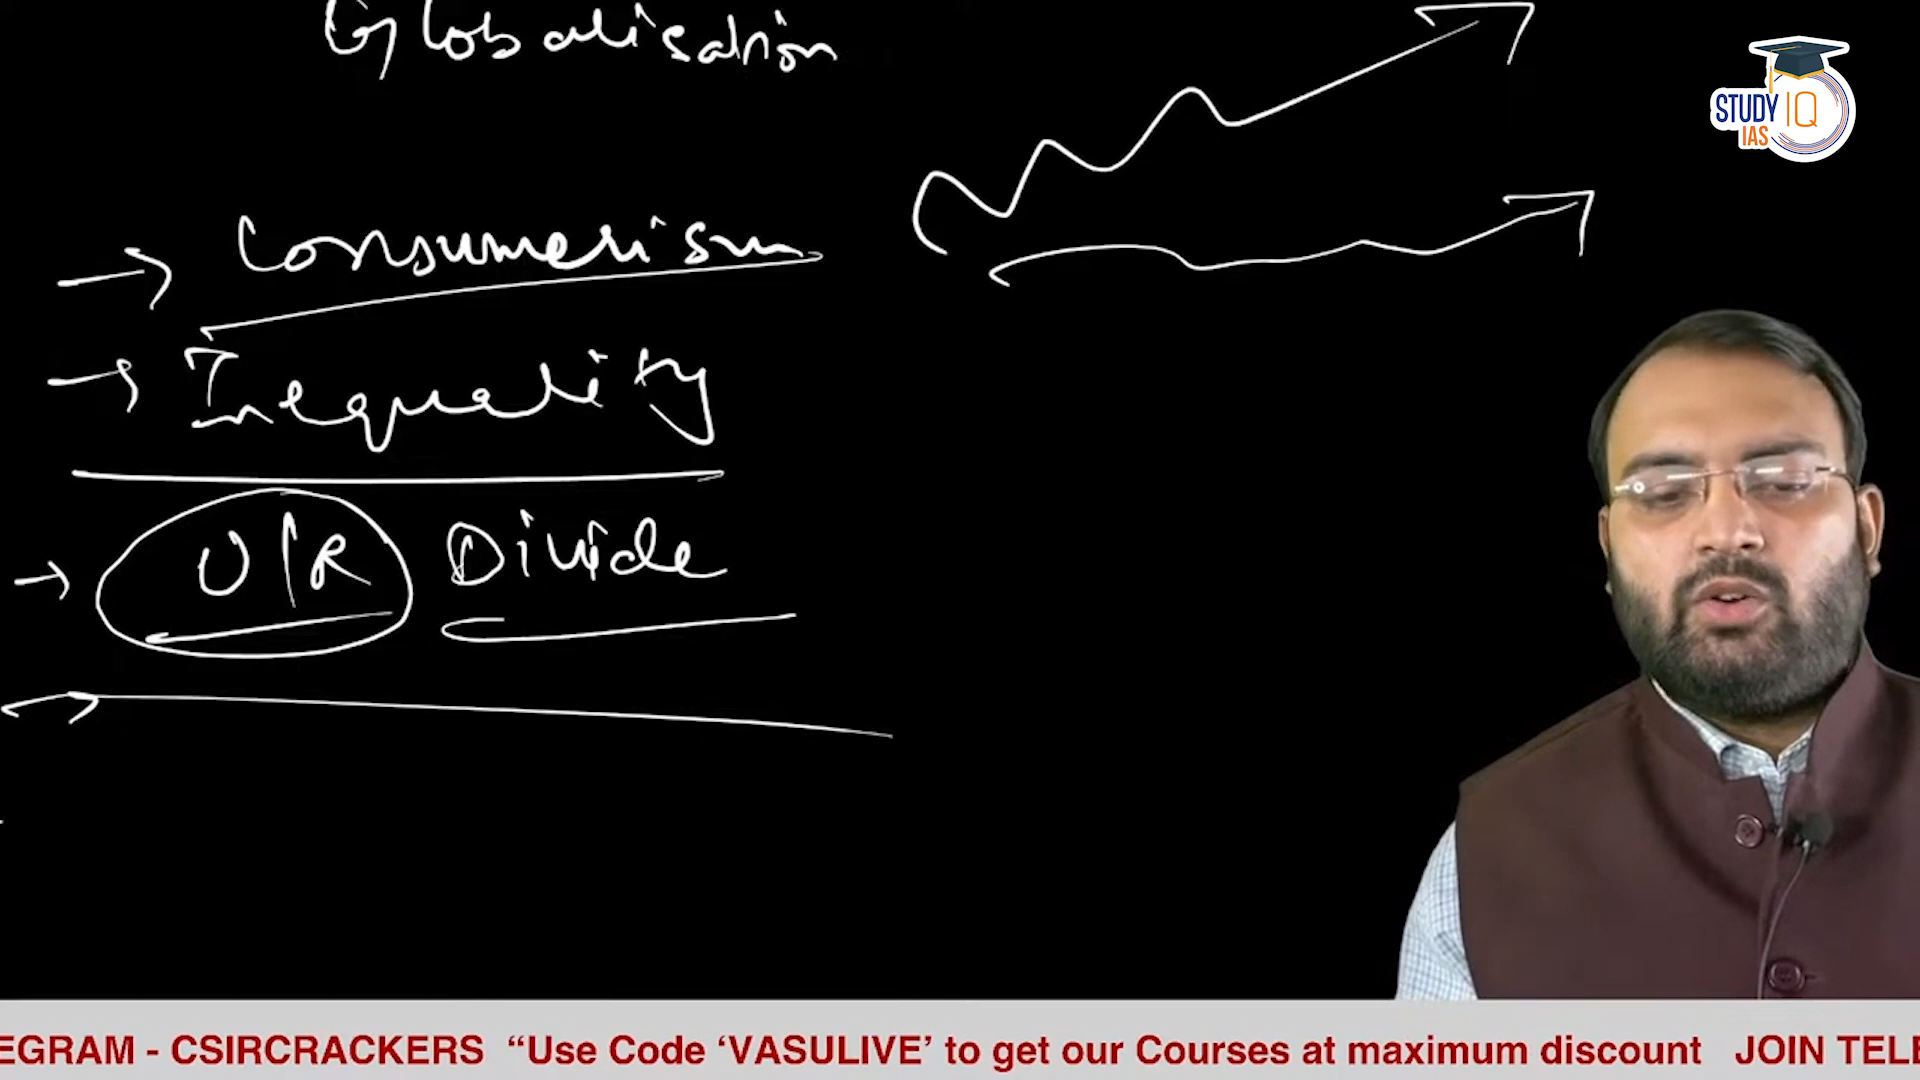 Globalisation
STUDY IQ
IAS
→ Consumerism
→ Inequality
→ U/R Divide
EGRAM - CSIRCRACKERS “Use Code ‘VASULIVE’ to get our Courses at maximum discount JOIN TELE